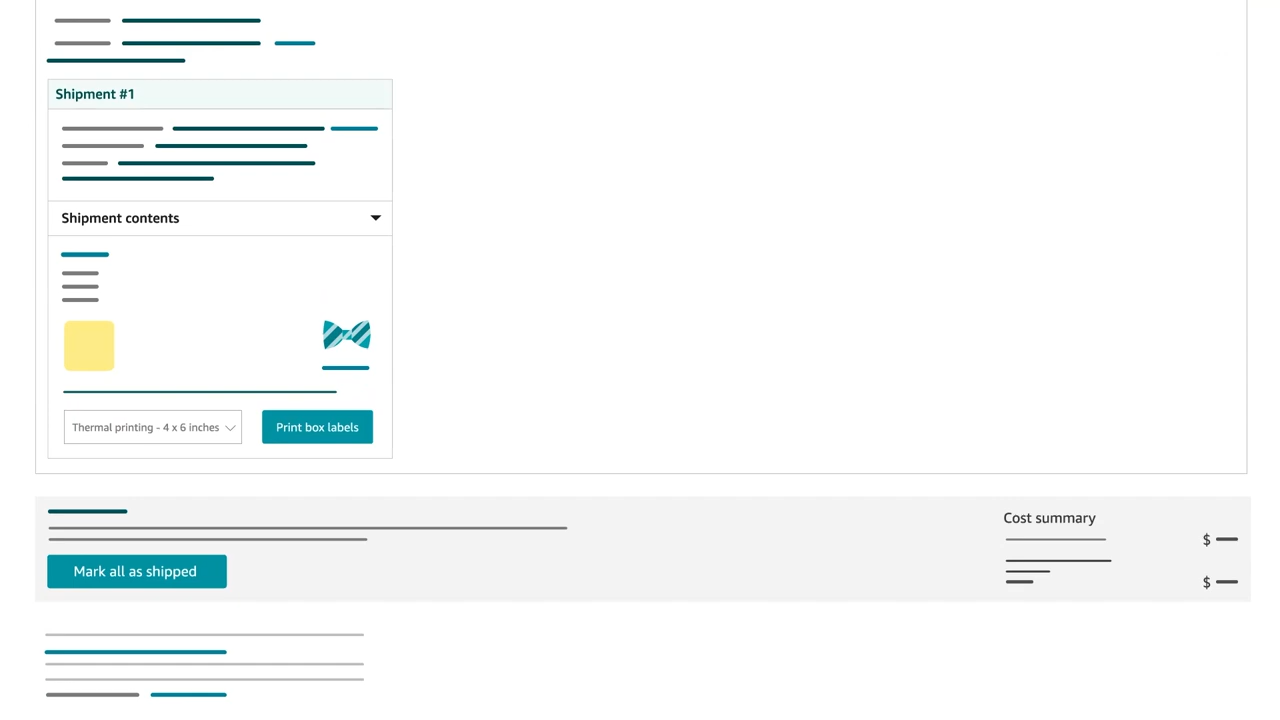 Shipment #1
Shipment contents
Thermal printing - 4 x 6 inches
Print box labels
Cost summary
$
Mark all as shipped
$